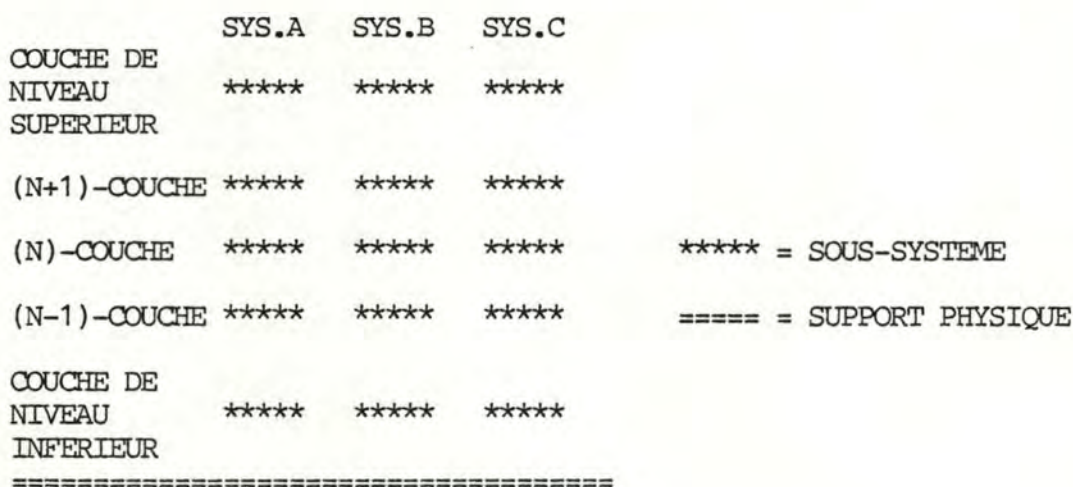 SYS.A SYS.B SYS.C
COUCHE DE
NIVEAU ***** ***** *****
SUPERIEUR
(N+1)-COUCHE ***** ***** *****
(N)-COUCHE ***** ***** ***** ***** = SOUS-SYSTEME
(N-1)-COUCHE ***** ***** ***** ===== = SUPPORT PHYSIQUE
COUCHE DE
NIVEAU ***** ***** *****
INFERIEUR
=====================================